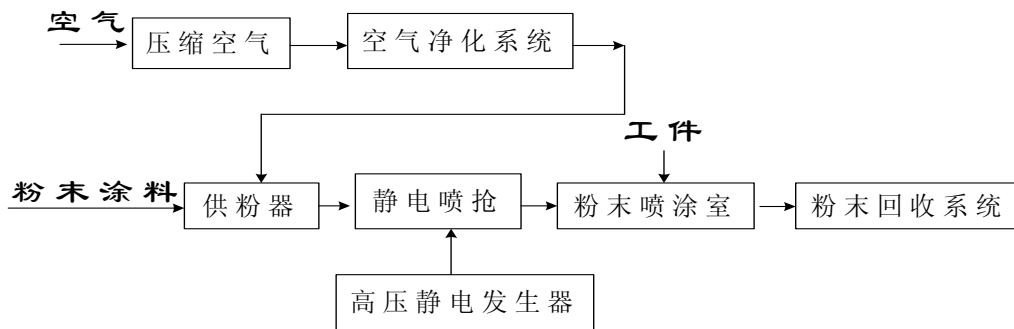 空气
压缩空气
空气净化系统
工件
粉末涂料
供粉器
静电喷抢
粉末喷涂室
粉末回收系统
高压静电发生器